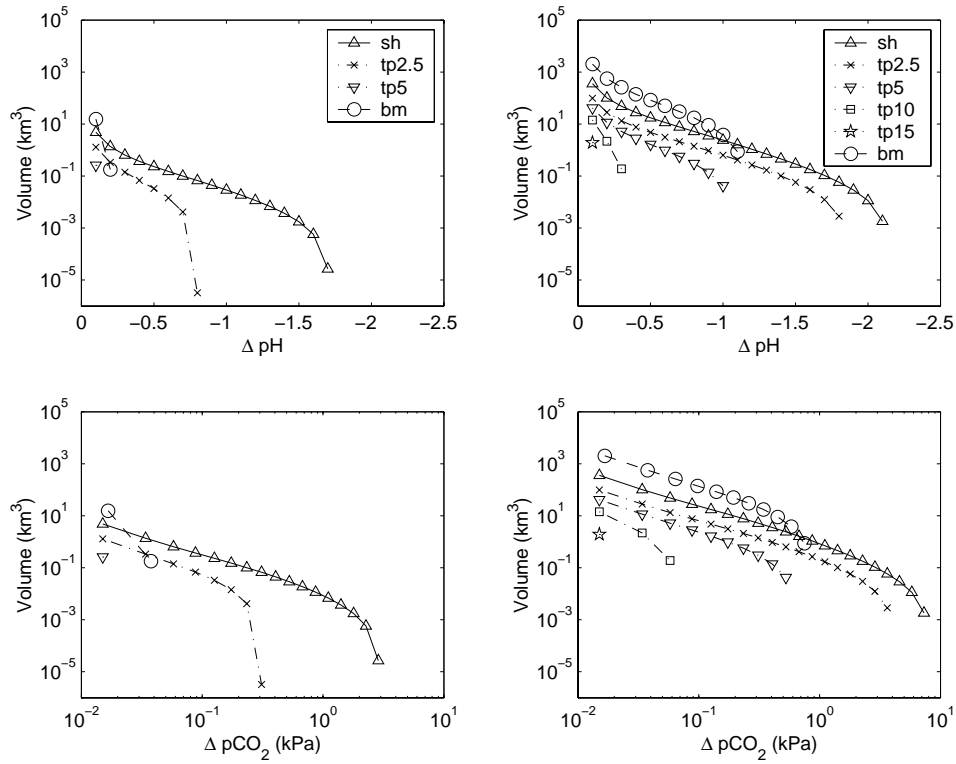 10^5
10^3
10^1
10^-1
10^-3
10^-5
Volume (km^3)
0 −0.5 −1 −1.5 −2 −2.5
Δ pH
sh
tp2.5
tp5
bm
10^5
10^3
10^1
10^-1
10^-3
10^-5
Volume (km^3)
0 −0.5 −1 −1.5 −2 −2.5
Δ pH
sh
tp2.5
tp5
tp10
tp15
bm
10^5
10^3
10^1
10^-1
10^-3
10^-5
Volume (km^3)
10^-2 10^-1 10^0 10^1
Δ pCO_2 (kPa)
10^5
10^3
10^1
10^-1
10^-3
10^-5
Volume (km^3)
10^-2 10^-1 10^0 10^1
Δ pCO_2 (kPa)